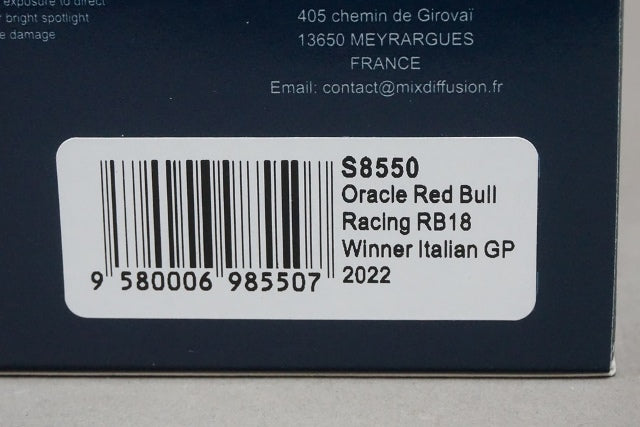 exposure to direct
bright spotlight
damage
405 chemin de Girovaï
13650 MEYRARGUES
FRANCE
Email: contact@mixdiffusion.fr
S8550
Oracle Red Bull
Racing RB18
Winner Italian GP
2022
9 580006 985507